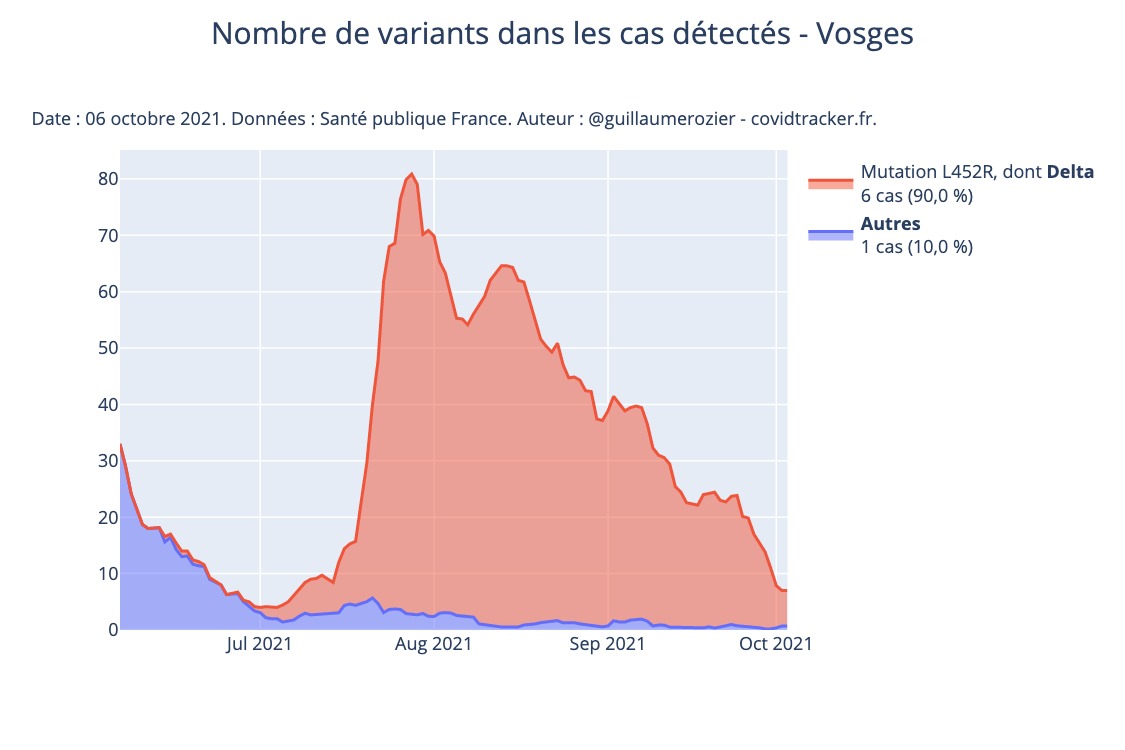 Nombre de variants dans les cas détectés - Vosges
Date : 06 octobre 2021. Données : Santé publique France. Auteur : @guillaumerozier - covidtracker.fr.
Mutation L452R, dont Delta
6 cas (90,0 %)
Autres
1 cas (10,0 %)
80
70
60
50
40
30
20
10
0
Jul 2021
Aug 2021
Sep 2021
Oct 2021